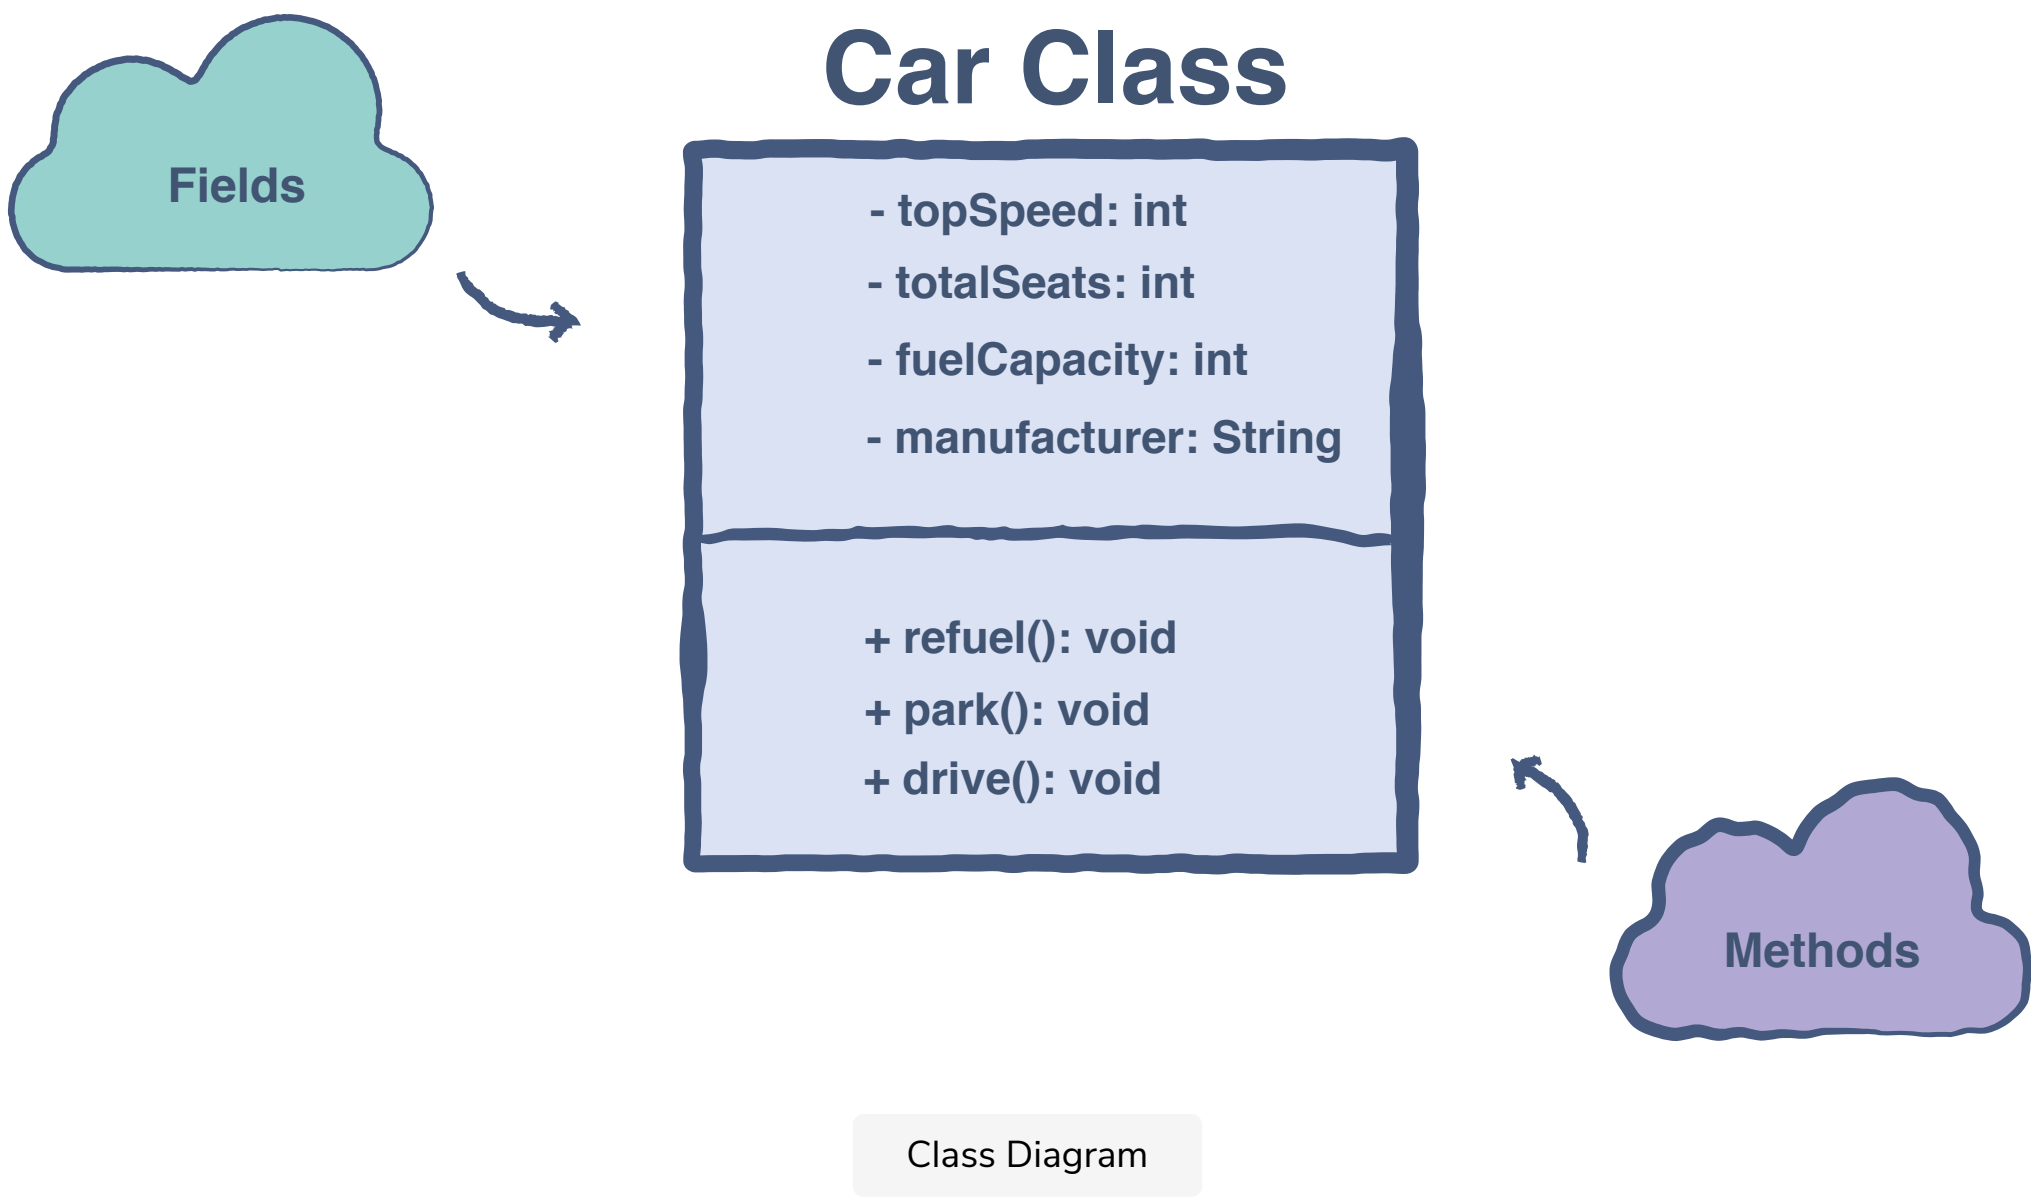 Car Class
Fields
- topSpeed: int
- totalSeats: int
- fuelCapacity: int
- manufacturer: String
+ refuel(): void
+ park(): void
+ drive(): void
Methods
Class Diagram